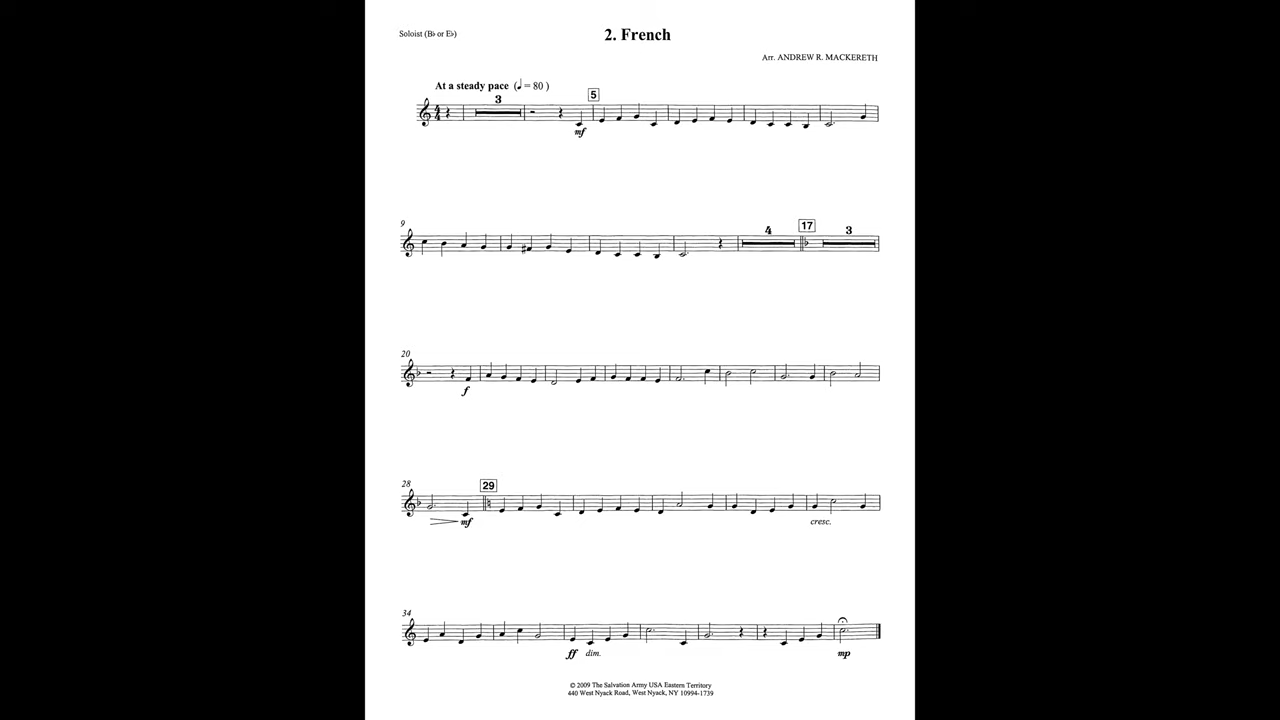 Soloist (B♭ or E♭)
2. French
Arr. ANDREW R. MACKERETH
At a steady pace (♩ = 80 )
3
5
mf
9
4
17
3
20
f
28
29
mf
cresc.
34
ff dim.
mp
© 2009 The Salvation Army USA Eastern Territory
440 West Nyack Road, West Nyack, NY 10994-1739